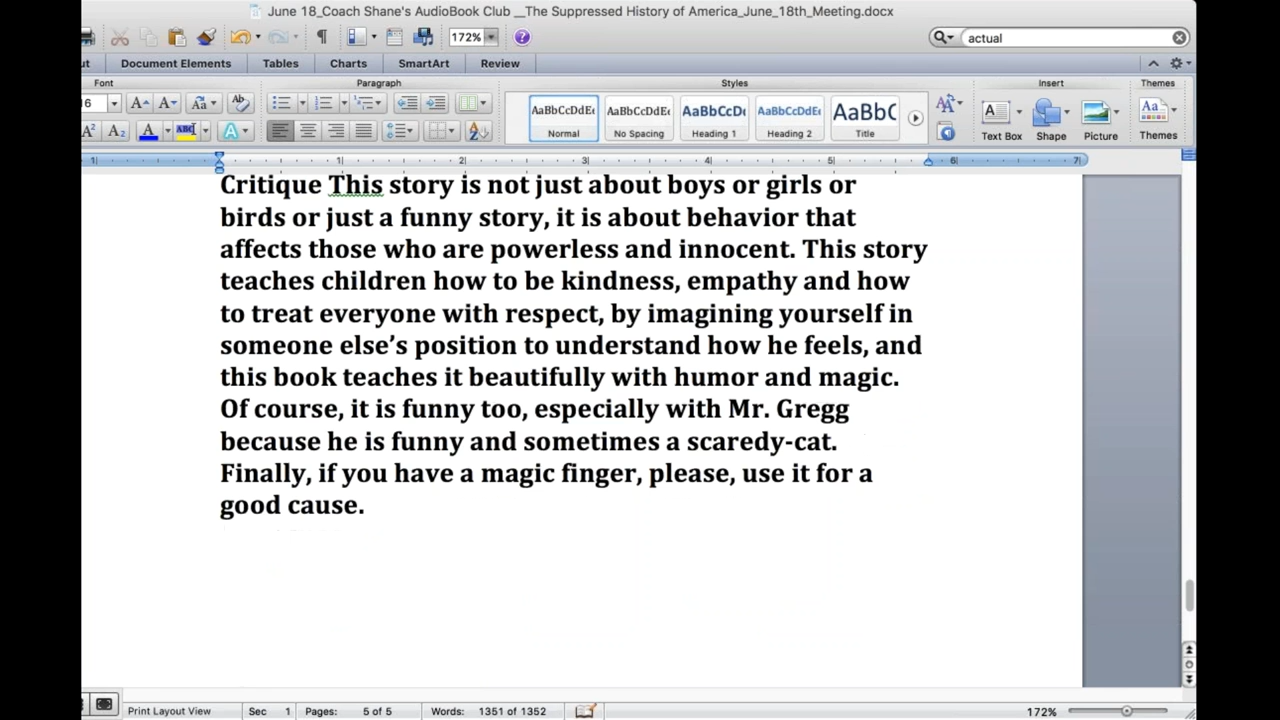 June 18_Coach Shane's AudioBook Club __The Suppressed History of America_June_18th_Meeting.docx
172%
actual
Document Elements
Tables
Charts
SmartArt
Review
Font
Paragraph
Styles
Insert
Themes
AaBbCcDdE
AaBbCcDdE
AaBbCcD
AaBbCcDdE
AaBbC
Normal
No Spacing
Heading 1
Heading 2
Title
Text Box
Shape
Picture
Themes
Critique This story is not just about boys or girls or
birds or just a funny story, it is about behavior that
affects those who are powerless and innocent. This story
teaches children how to be kindness, empathy and how
to treat everyone with respect, by imagining yourself in
someone else’s position to understand how he feels, and
this book teaches it beautifully with humor and magic.
Of course, it is funny too, especially with Mr. Gregg
because he is funny and sometimes a scaredy-cat.
Finally, if you have a magic finger, please, use it for a
good cause.
Print Layout View
Sec 1
Pages: 5 of 5
Words: 1351 of 1352
172%